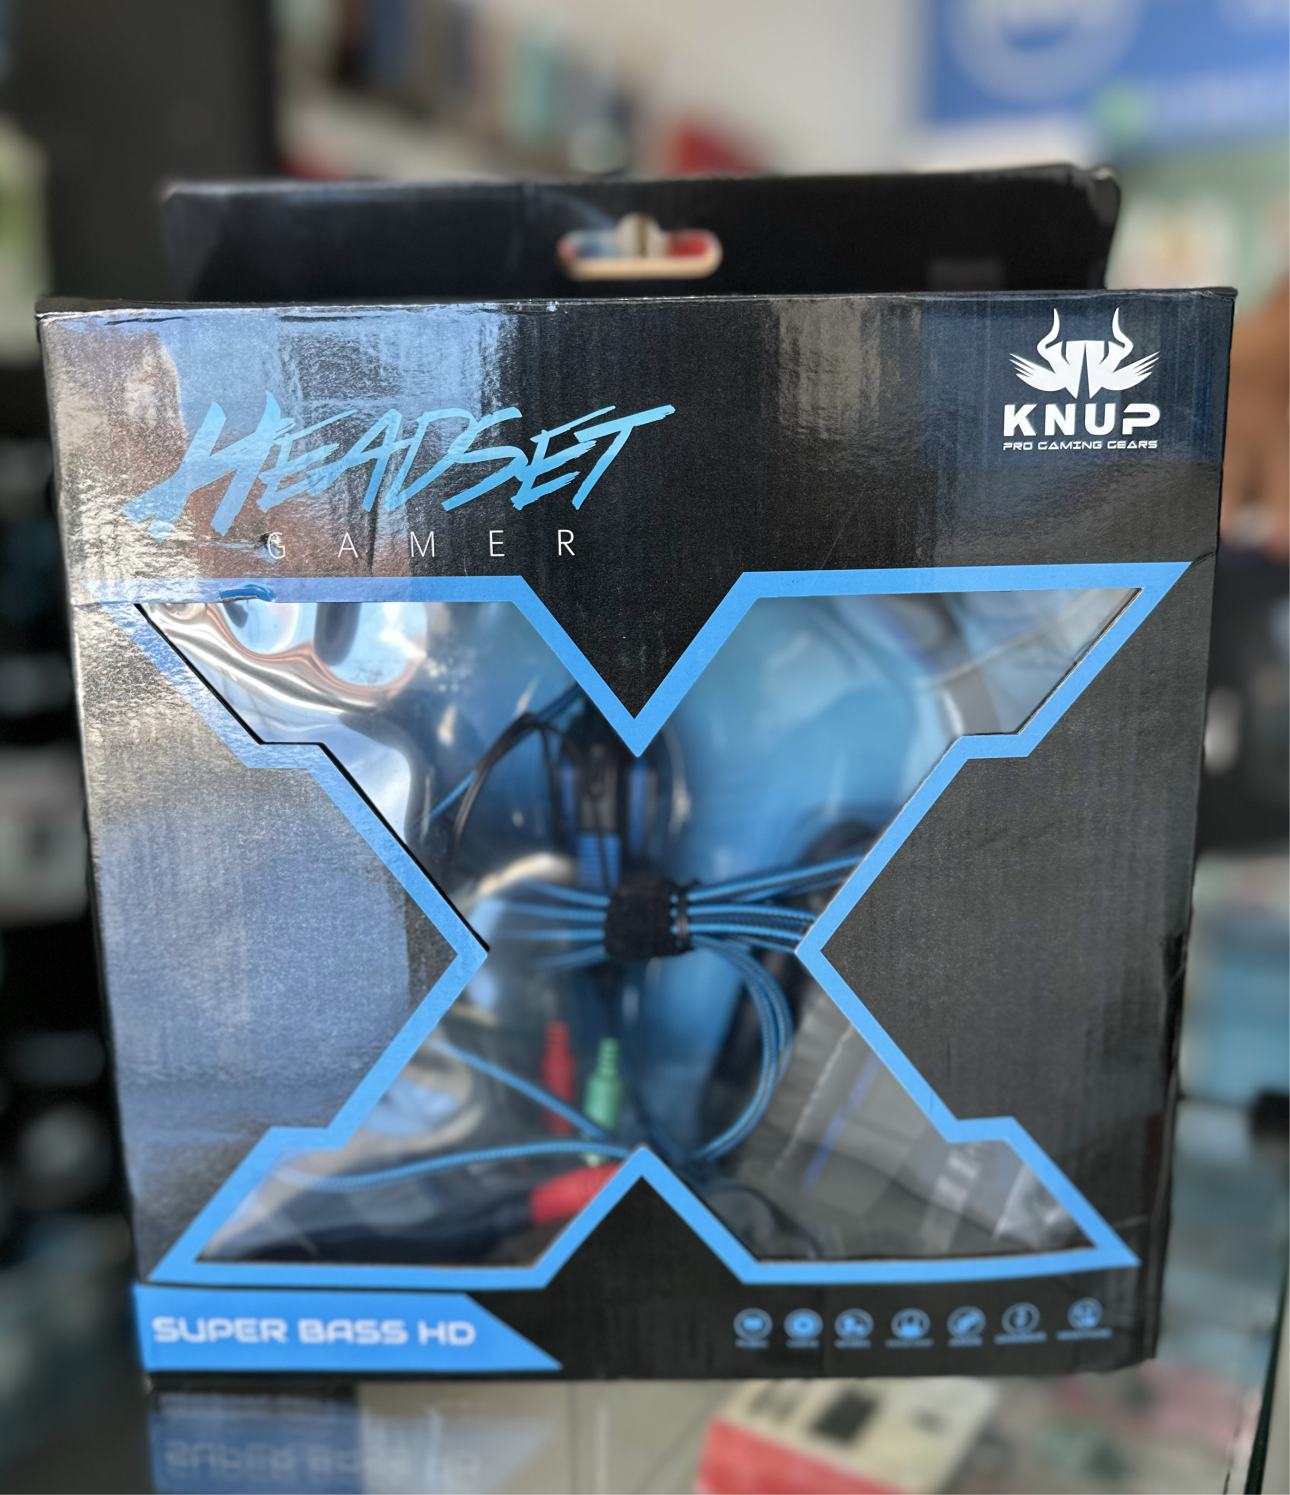 KNUP
PRO GAMING GEARS
HEADSET
GAMER
SUPER BASS HD